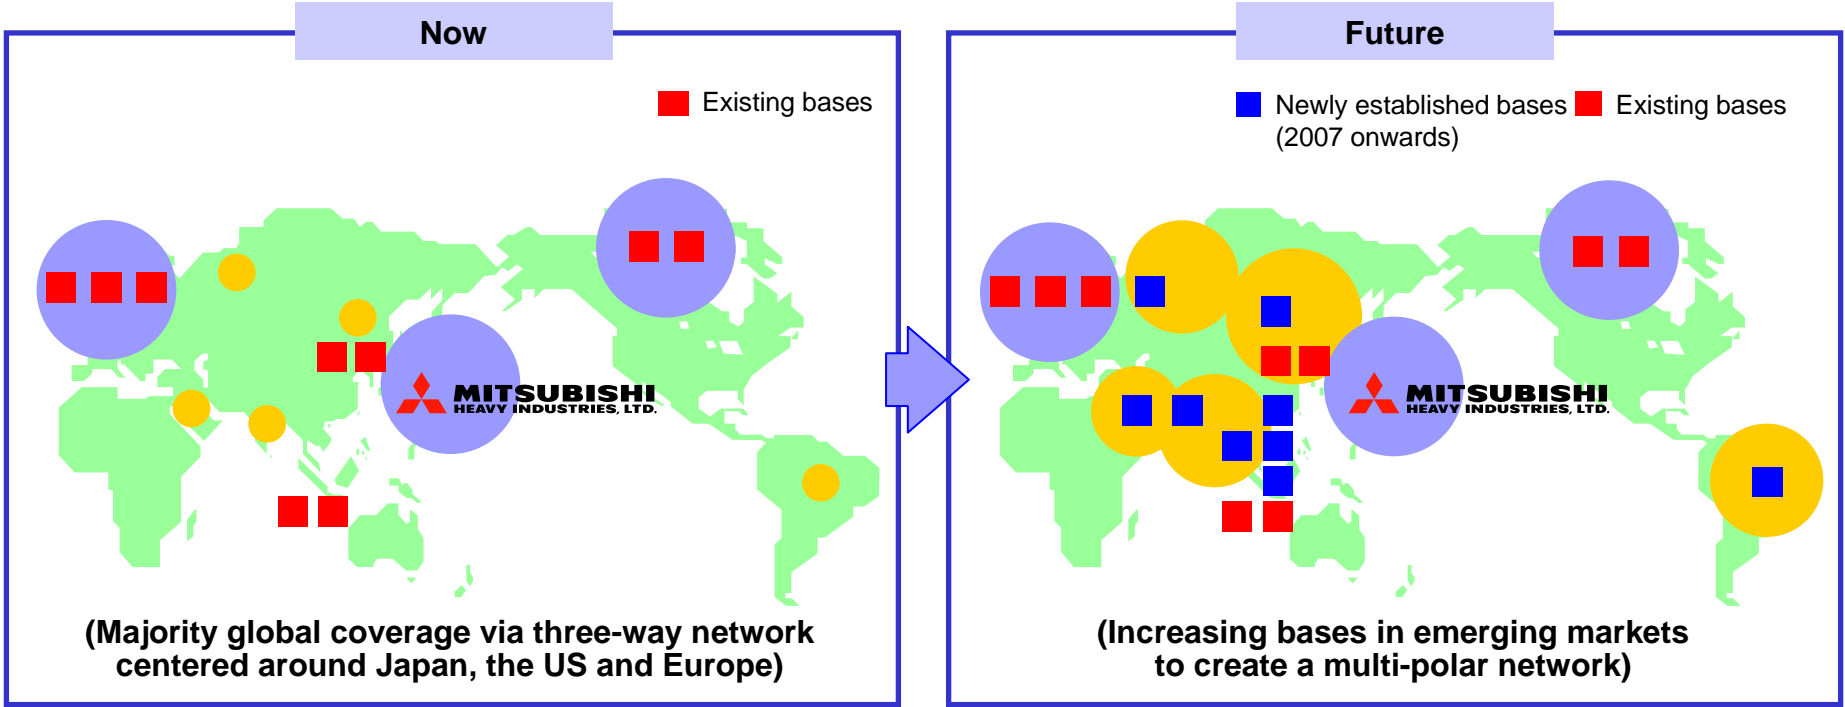 Now
Existing bases
MITSUBISHI
HEAVY INDUSTRIES, LTD.
(Majority global coverage via three-way network
centered around Japan, the US and Europe)
Future
Newly established bases
(2007 onwards)
Existing bases
MITSUBISHI
HEAVY INDUSTRIES, LTD.
(Increasing bases in emerging markets
to create a multi-polar network)